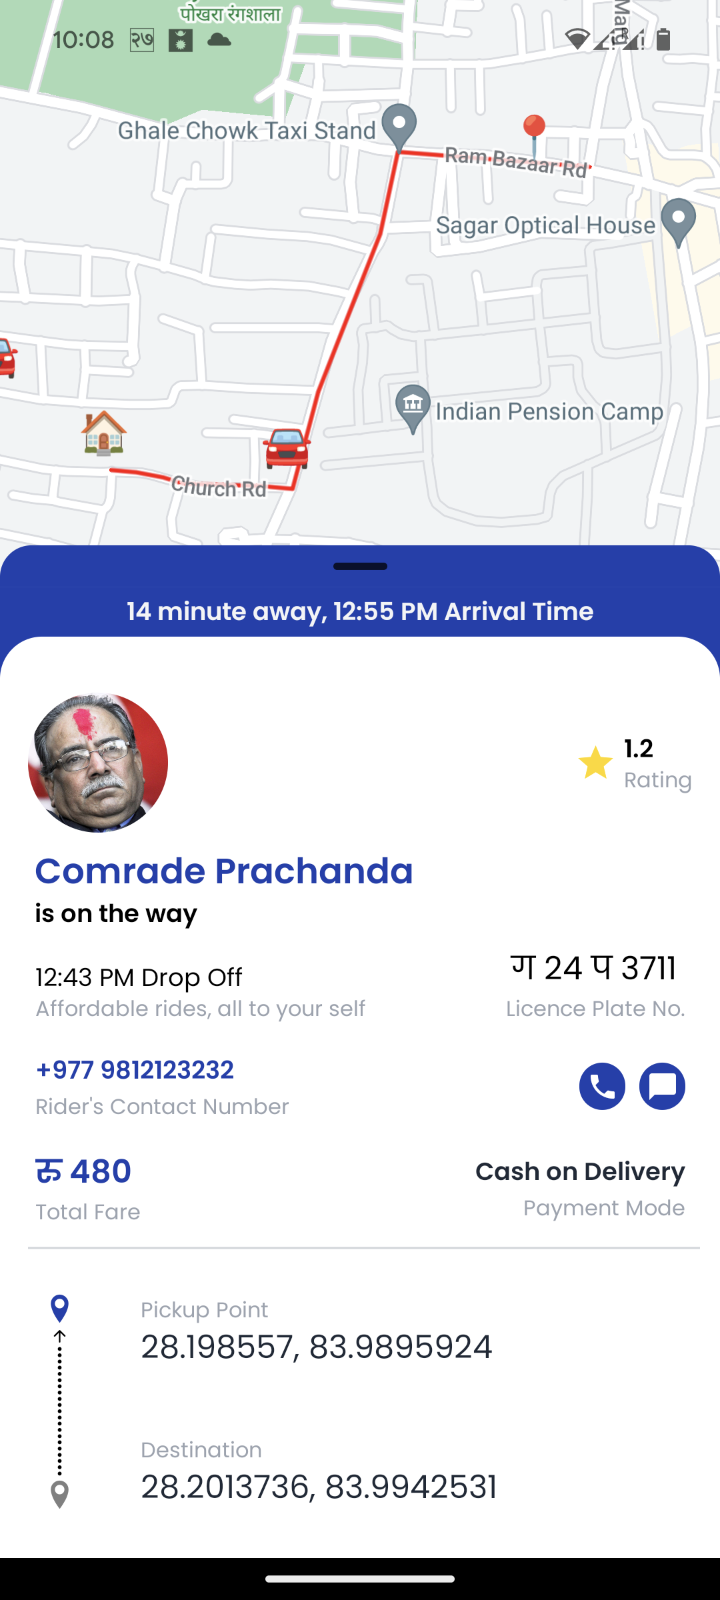 पोखरा रंगशाला
10:08 २७
Ghale Chowk Taxi Stand
Ram Bazaar Rd
Sagar Optical House
Indian Pension Camp
Church Rd
14 minute away, 12:55 PM Arrival Time
1.2
Rating
Comrade Prachanda
is on the way
12:43 PM Drop Off
ग 24 प 3711
Affordable rides, all to your self
Licence Plate No.
+977 9812123232
Rider's Contact Number
रु 480
Cash on Delivery
Total Fare
Payment Mode
Pickup Point
28.198557, 83.9895924
Destination
28.2013736, 83.9942531